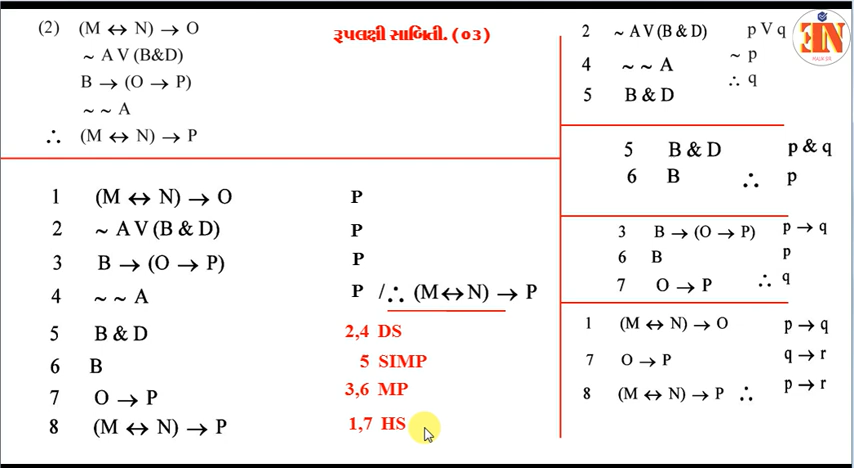 (2) (M ↔ N) → O
~ A V (B&D)
B → (O → P)
~ ~ A
∴ (M ↔ N) → P
રૂપલક્ષી સાબિતી. (૦૩)
1 (M ↔ N) → O P
2 ~ A V (B & D) P
3 B → (O → P) P
4 ~ ~ A P /∴ (M↔N) → P
5 B & D 2,4 DS
6 B 5 SIMP
7 O → P 3,6 MP
8 (M ↔ N) → P 1,7 HS
2 ~ A V (B & D) p V q
4 ~ ~ A ~ p
5 B & D ∴ q
5 B & D p & q
6 B ∴ p
3 B → (O → P) p → q
6 B p
7 O → P ∴ q
1 (M ↔ N) → O p → q
7 O → P q → r
8 (M ↔ N) → P ∴ p → r
EIN